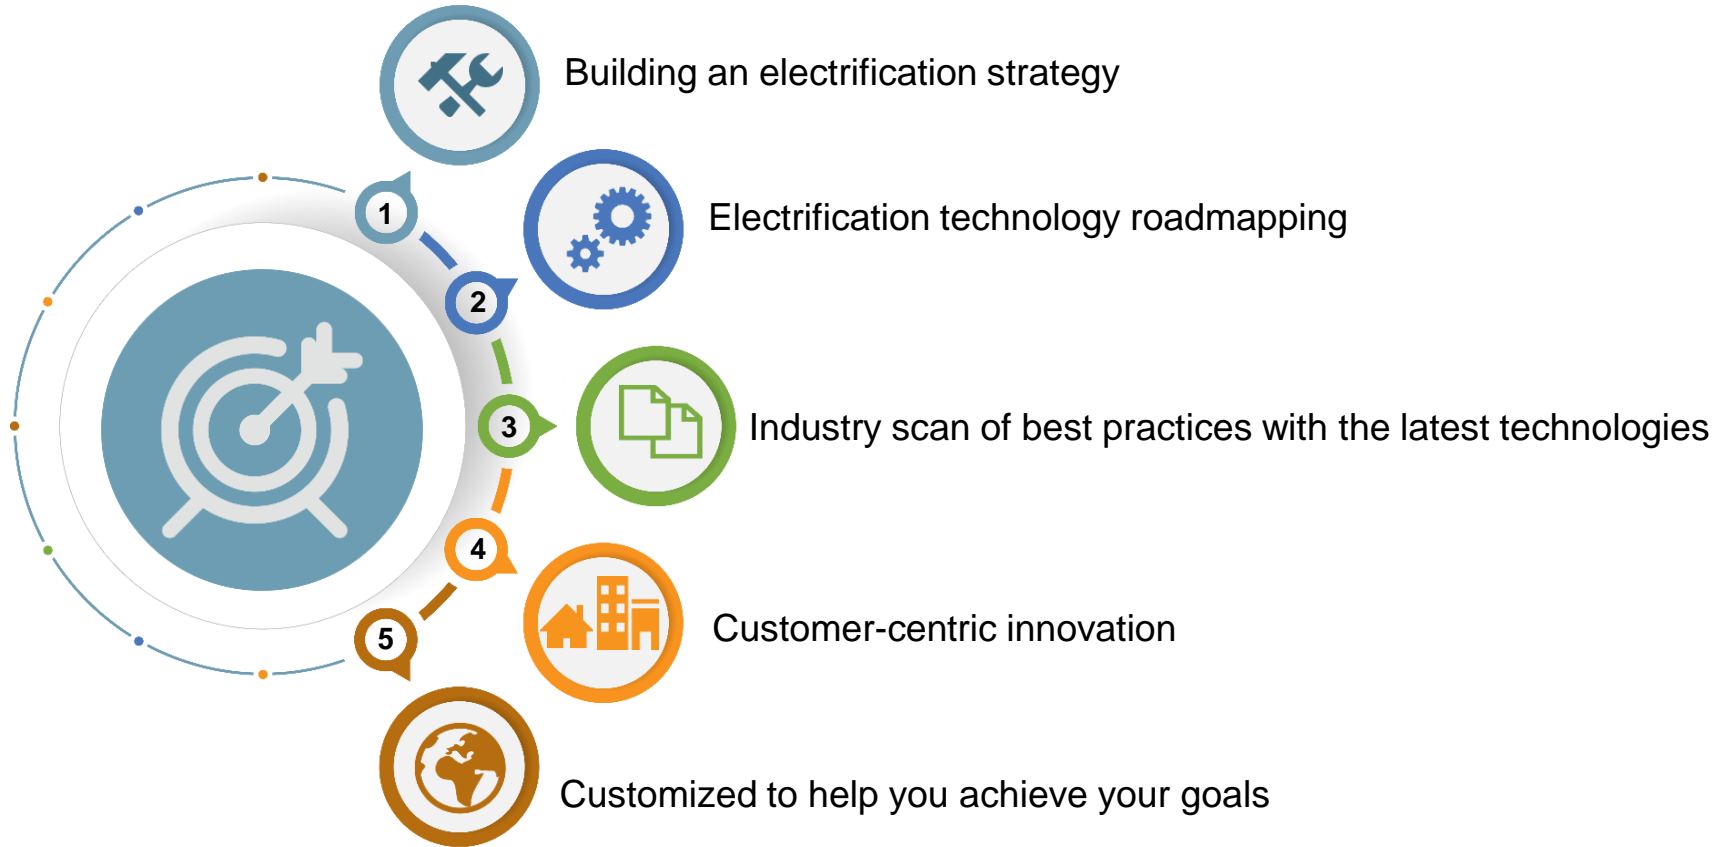 Building an electrification strategy
1
Electrification technology roadmapping
2
3
Industry scan of best practices with the latest technologies
4
Customer-centric innovation
5
Customized to help you achieve your goals